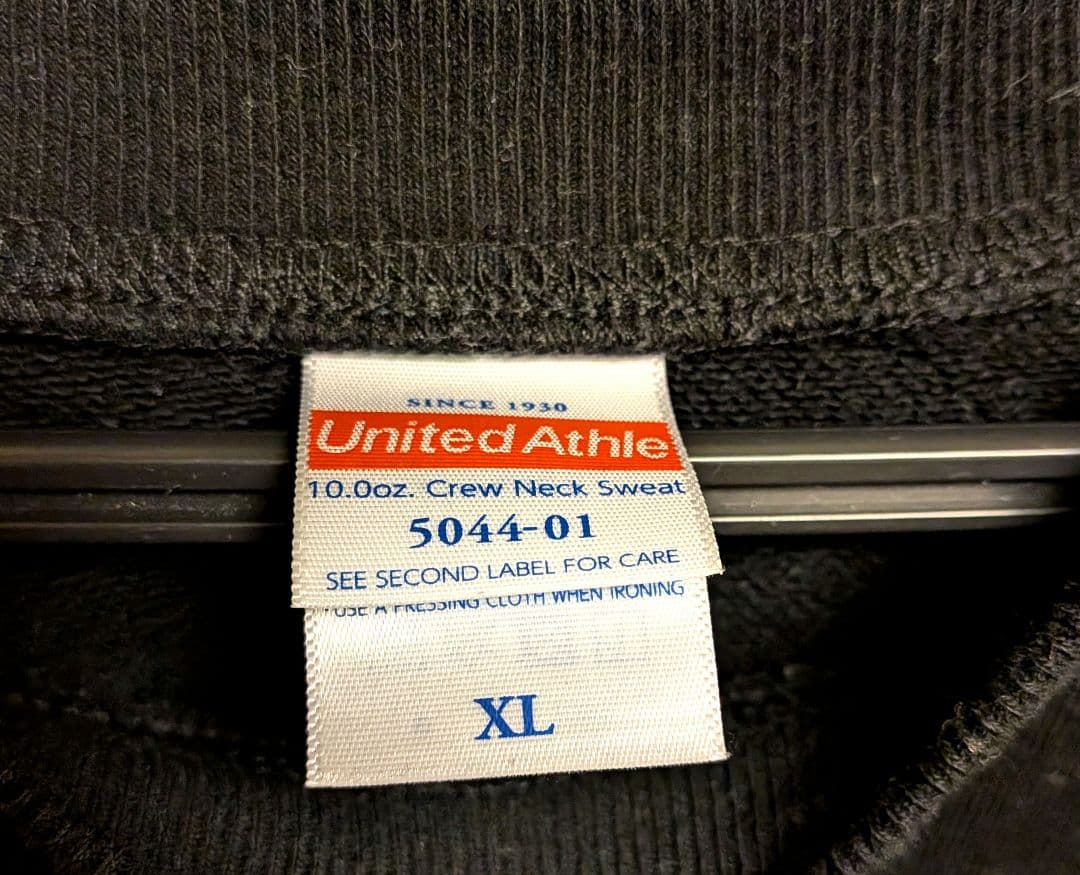 SINCE 1930
United Athle
10.0oz. Crew Neck Sweat
5044-01
SEE SECOND LABEL FOR CARE
USE A PRESSING CLOTH WHEN IRONING
XL